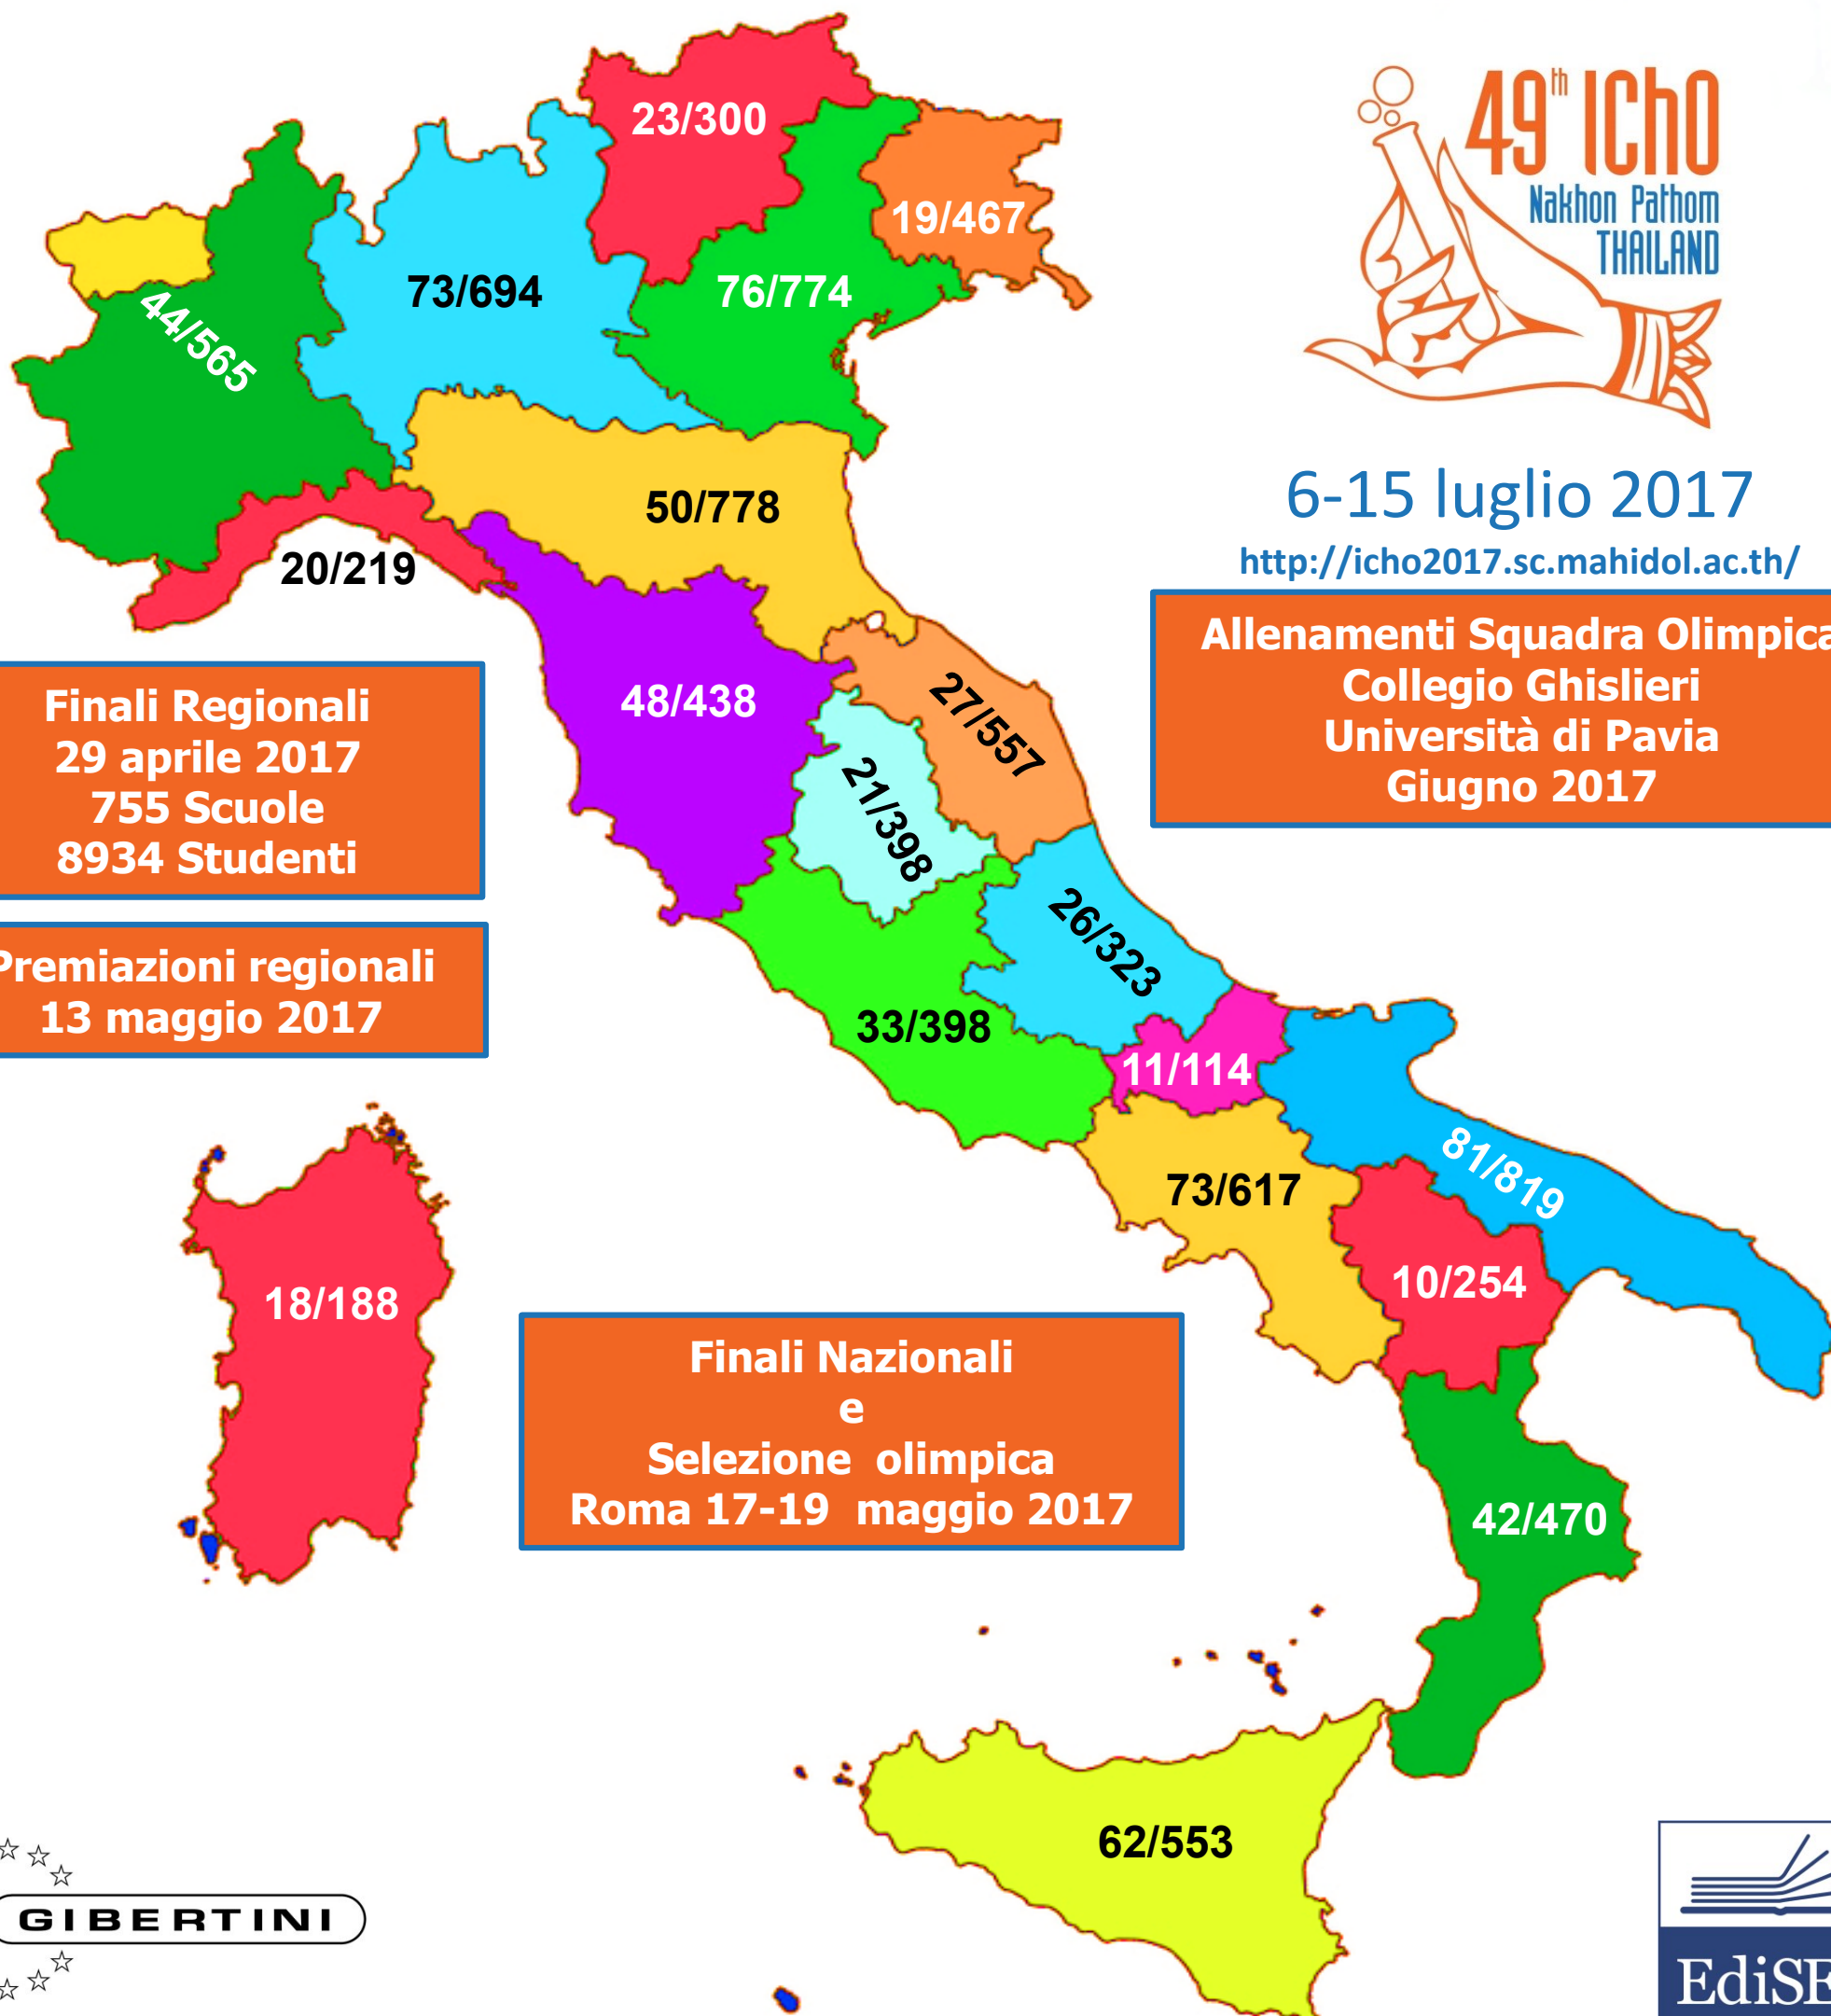 23/300
49th IChO
Nakhon Pathom
THAILAND
19/467
73/694
76/774
44/565
50/778
6-15 luglio 2017
20/219
http://icho2017.sc.mahidol.ac.th/
Allenamenti Squadra Olimpica
Collegio Ghislieri
Università di Pavia
Giugno 2017
48/438
27/557
Finali Regionali
29 aprile 2017
755 Scuole
8934 Studenti
21/398
26/323
Premiazioni regionali
13 maggio 2017
33/398
11/114
81/819
73/617
10/254
18/188
Finali Nazionali
e
Selezione olimpica
Roma 17-19 maggio 2017
42/470
62/553
GIBERTINI
EdiSE